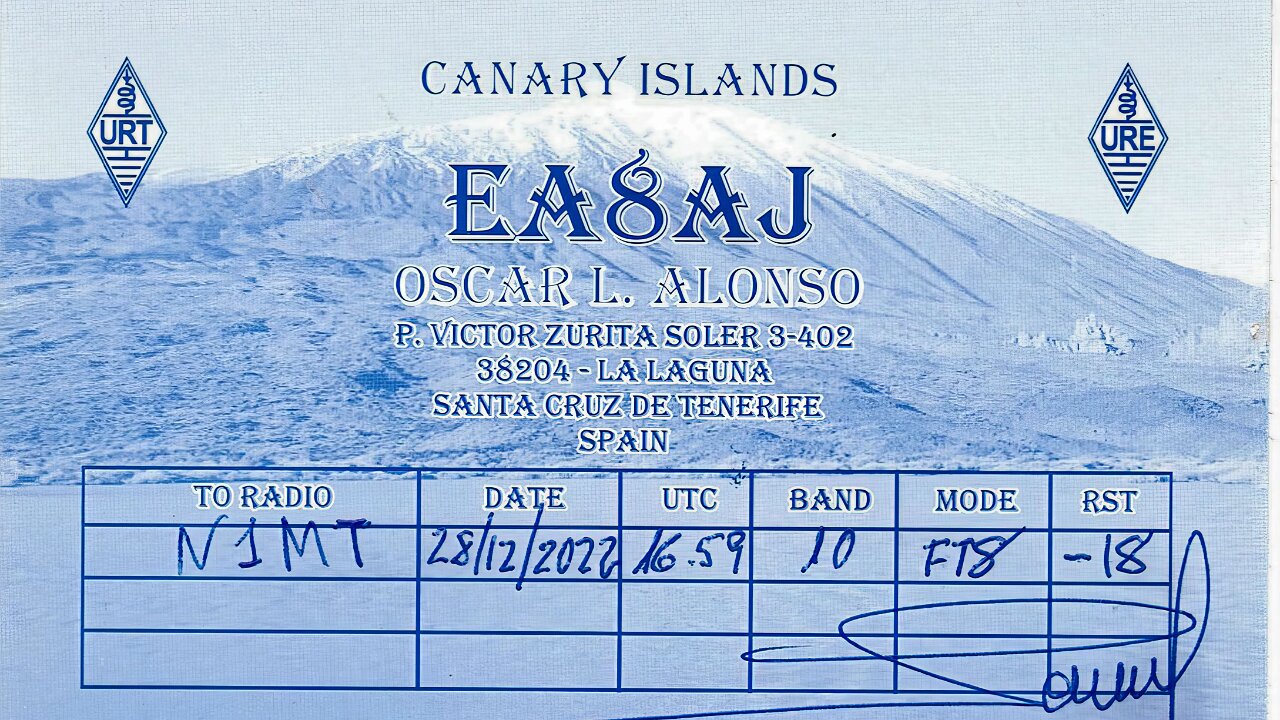 CANARY ISLANDS
URT
URE
EA8AJ
OSCAR L. ALONSO
P. VICTOR ZURITA SOLER 3-402
38204 - LA LAGUNA
SANTA CRUZ DE TENERIFE
SPAIN
TO RADIO DATE UTC BAND MODE RST
N1MT 28/12/2022 16.59 10 FT8 -18